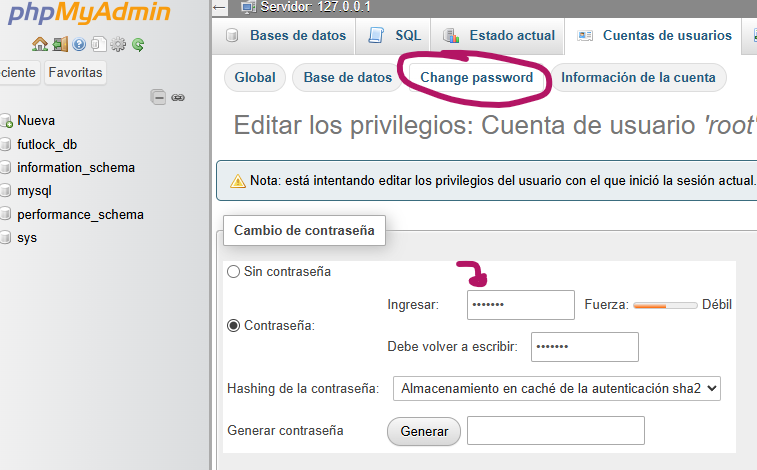 phpMyAdmin
ciente
Favoritas
Nueva
futlock_db
information_schema
mysql
performance_schema
sys
Servidor: 127.0.0.1
Bases de datos
SQL
Estado actual
Cuentas de usuarios
Global
Base de datos
Change password
Información de la cuenta
Editar los privilegios: Cuenta de usuario 'root'
Nota: está intentando editar los privilegios del usuario con el que inició la sesión actual.
Cambio de contraseña
Sin contraseña
Contraseña:
Ingresar:
•••••••
Fuerza:
Débil
Debe volver a escribir:
•••••••
Hashing de la contraseña:
Almacenamiento en caché de la autenticación sha2
Generar contraseña
Generar